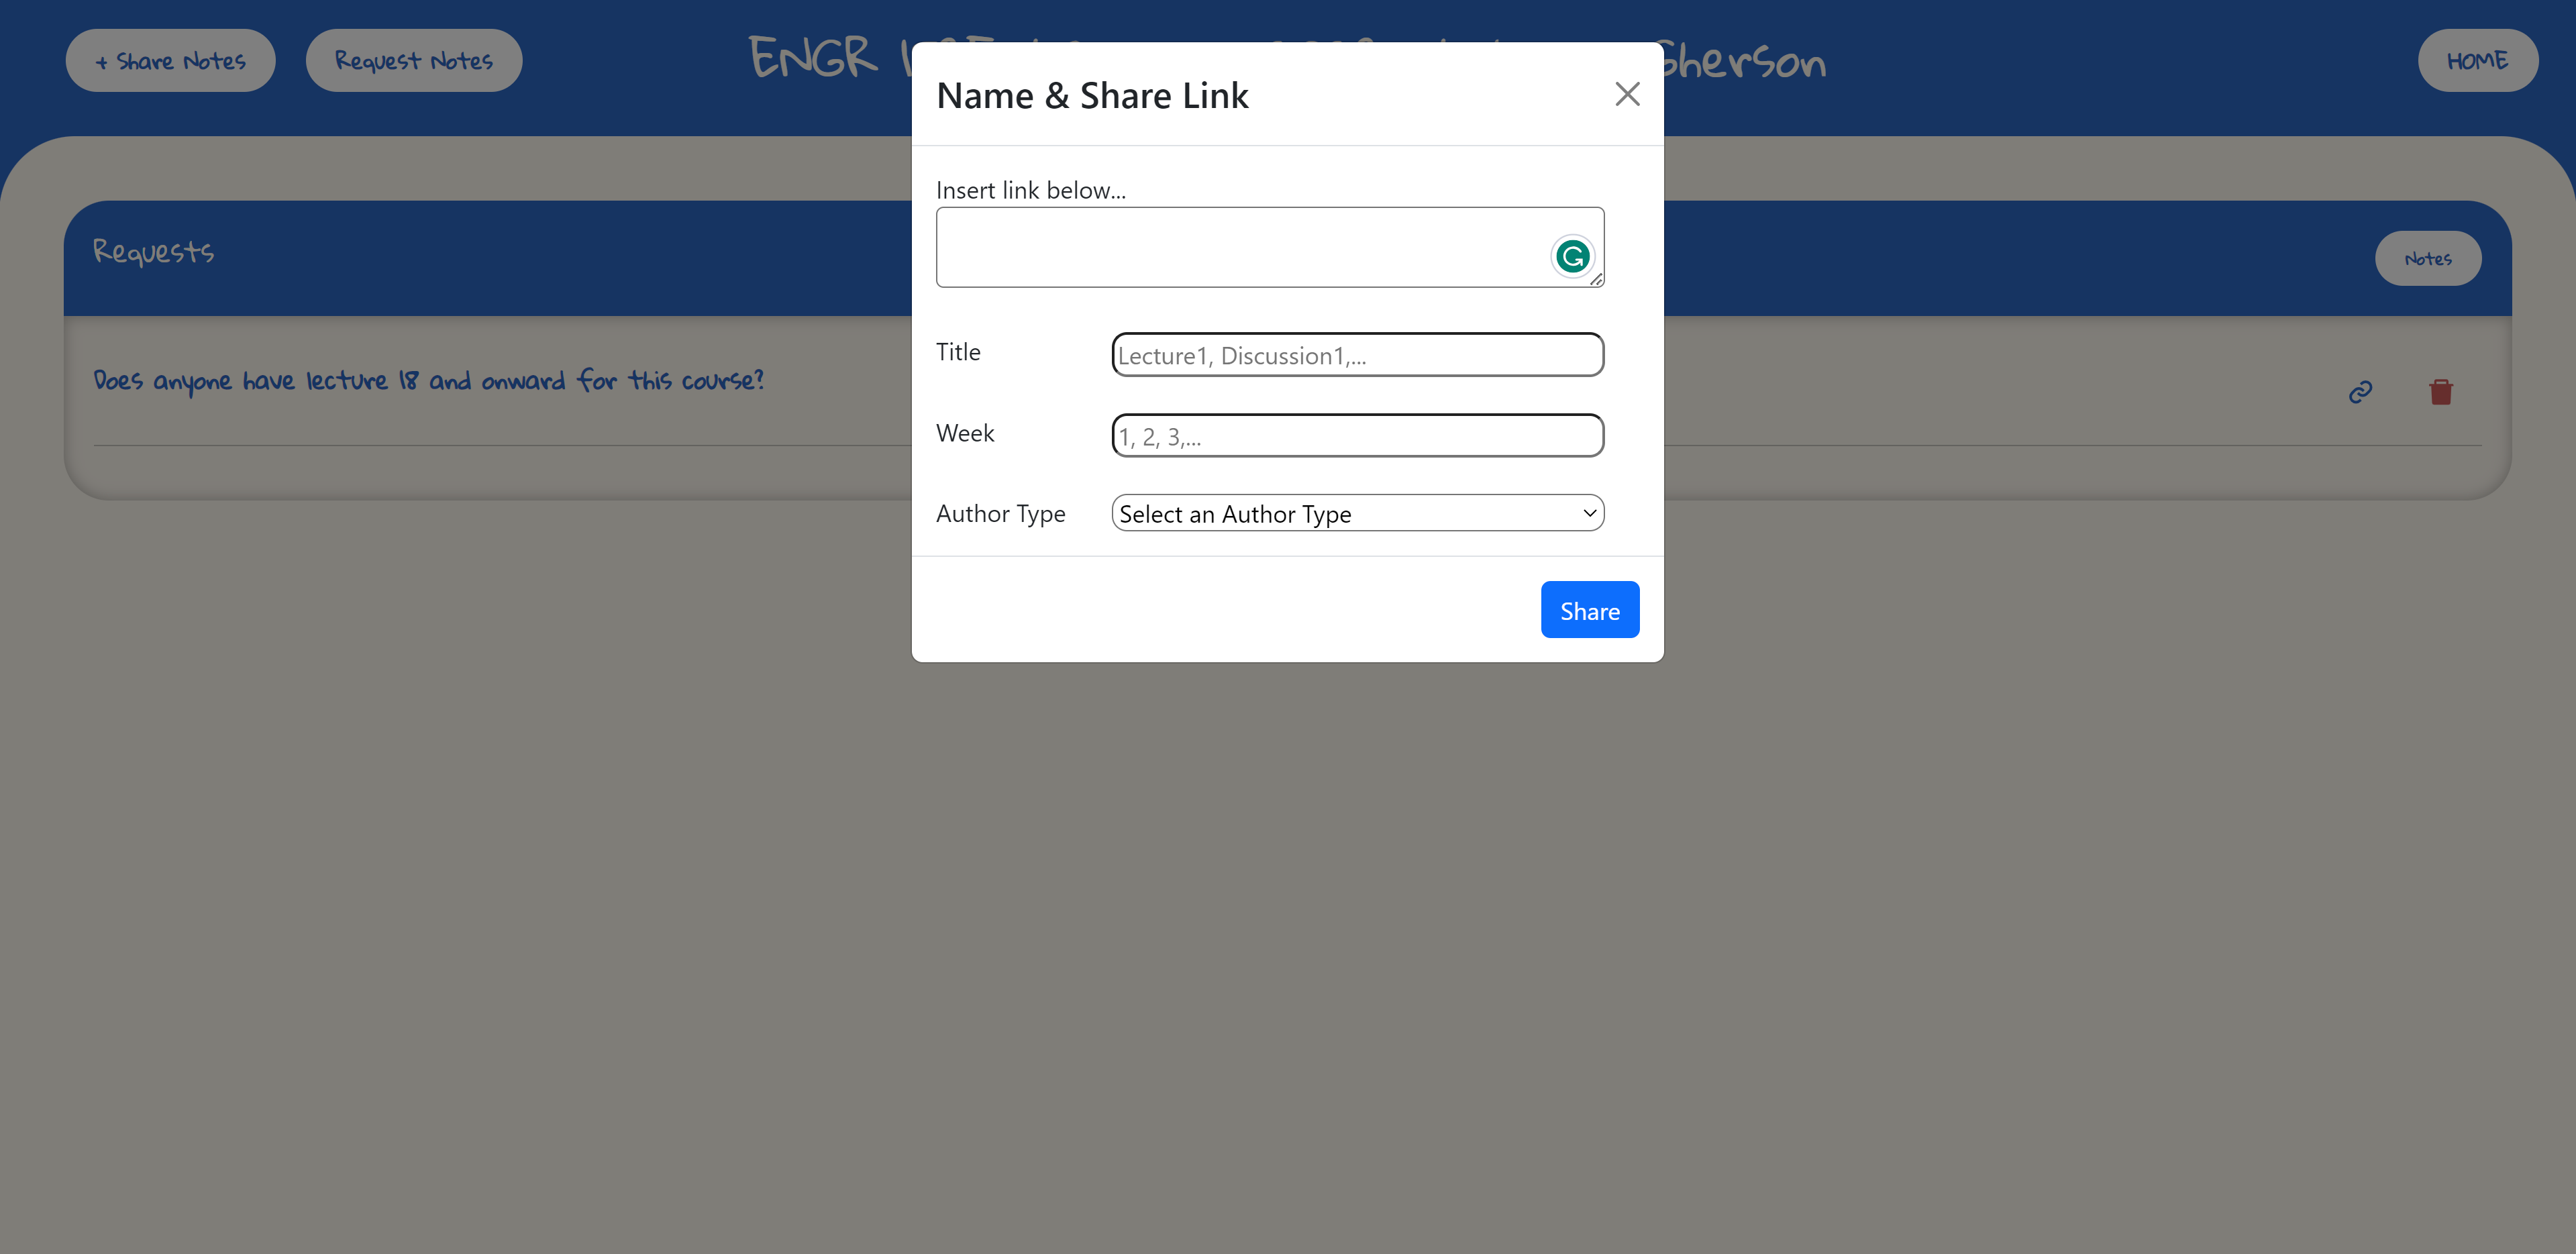 + Share Notes
Request Notes
ENGR
HOME
Name & Share Link
Insert link below...
Title
Lecture1, Discussion1,...
Week
1, 2, 3,...
Author Type
Select an Author Type
Share
Requests
Notes
Does anyone have lecture 18 and onward for this course?